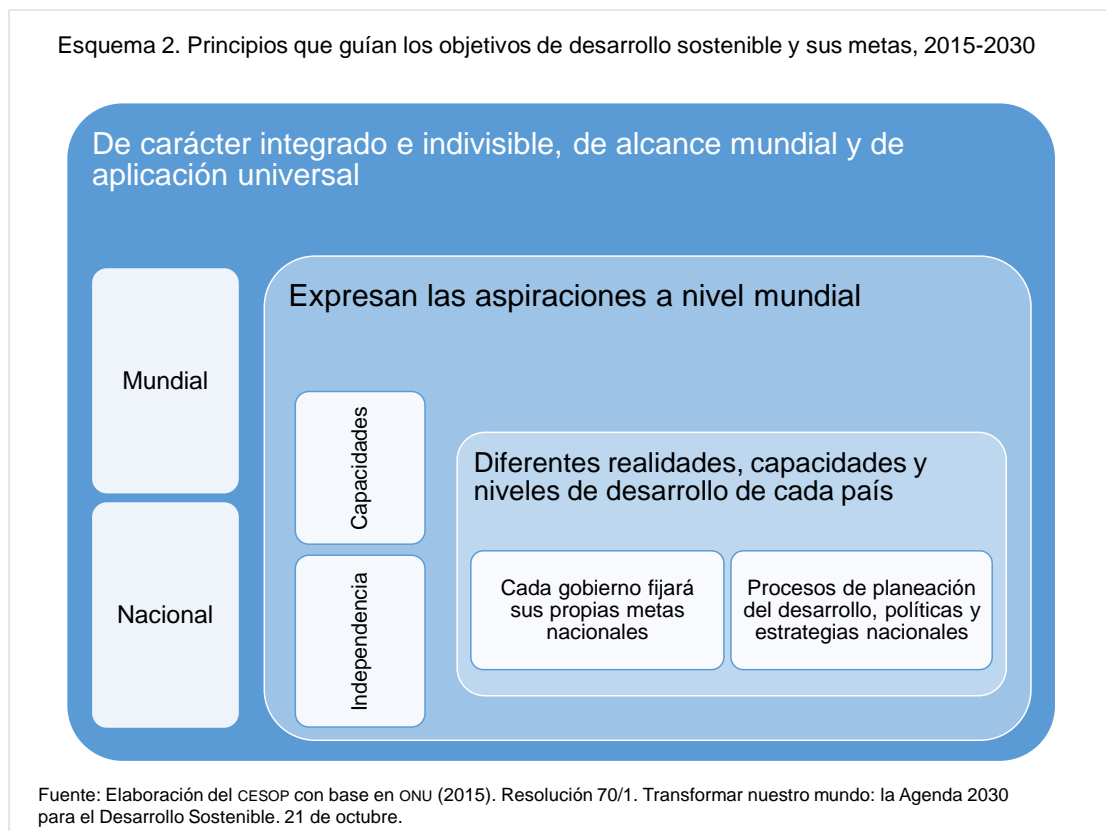 Esquema 2. Principios que guían los objetivos de desarrollo sostenible y sus metas, 2015-2030
De carácter integrado e indivisible, de alcance mundial y de
aplicación universal
Mundial
Nacional
Expresan las aspiraciones a nivel mundial
Capacidades
Independencia
Diferentes realidades, capacidades y
niveles de desarrollo de cada país
Cada gobierno fijará
sus propias metas
nacionales
Procesos de planeación
del desarrollo, políticas y
estrategias nacionales
Fuente: Elaboración del CESOP con base en ONU (2015). Resolución 70/1. Transformar nuestro mundo: la Agenda 2030
para el Desarrollo Sostenible. 21 de octubre.